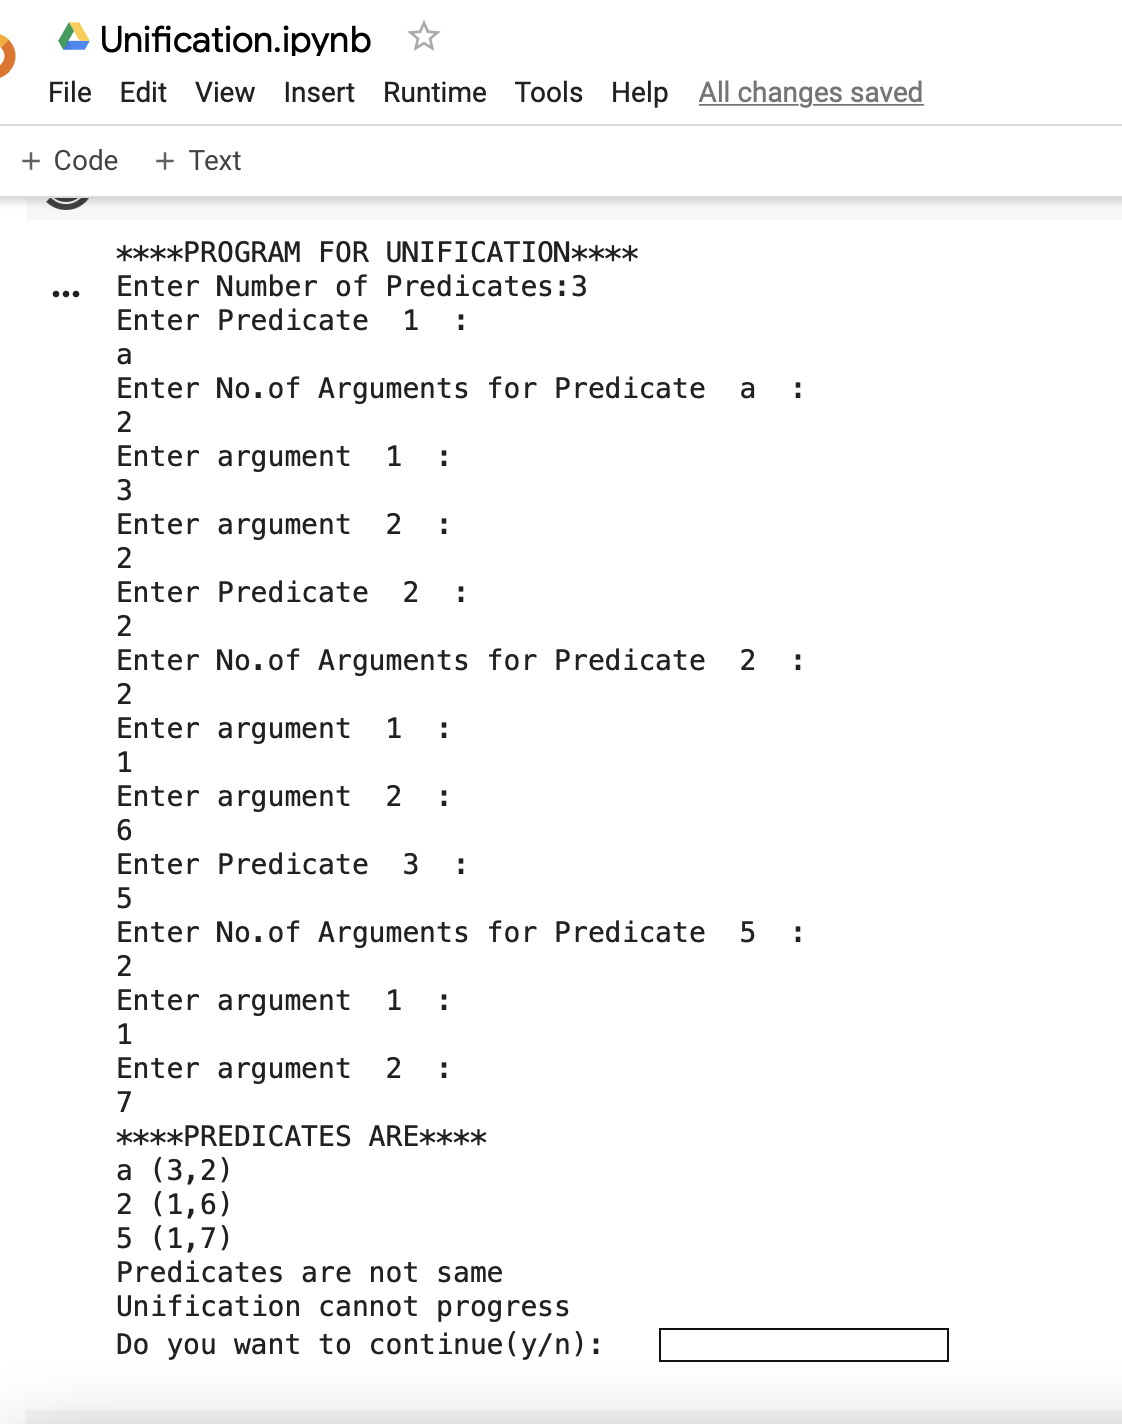 Unification.ipynb
File Edit View Insert Runtime Tools Help All changes saved
+ Code + Text
****PROGRAM FOR UNIFICATION****
Enter Number of Predicates:3
Enter Predicate  1  :
a
Enter No.of Arguments for Predicate  a  :
2
Enter argument  1  :
3
Enter argument  2  :
2
Enter Predicate  2  :
2
Enter No.of Arguments for Predicate  2  :
2
Enter argument  1  :
1
Enter argument  2  :
6
Enter Predicate  3  :
5
Enter No.of Arguments for Predicate  5  :
2
Enter argument  1  :
1
Enter argument  2  :
7
****PREDICATES ARE****
a (3,2)
2 (1,6)
5 (1,7)
Predicates are not same
Unification cannot progress
Do you want to continue(y/n):